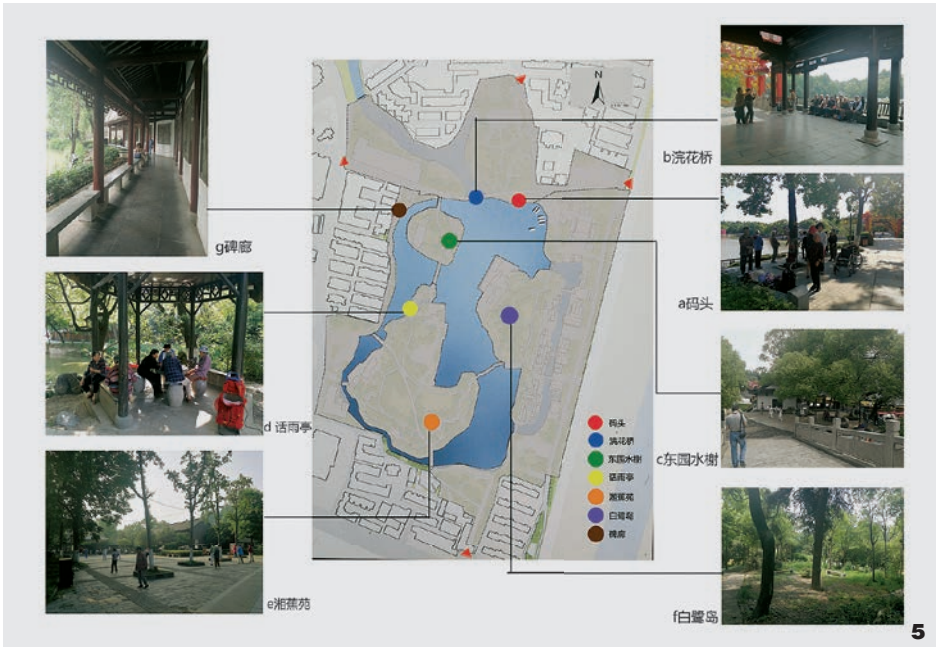 N
b浣花桥
g碑廊
a码头
d 话雨亭
c东园水榭
e湘蕉苑
f白鹭岛
码头
浣花桥
东园水榭
话雨亭
湘蕉苑
白鹭岛
碑廊
5